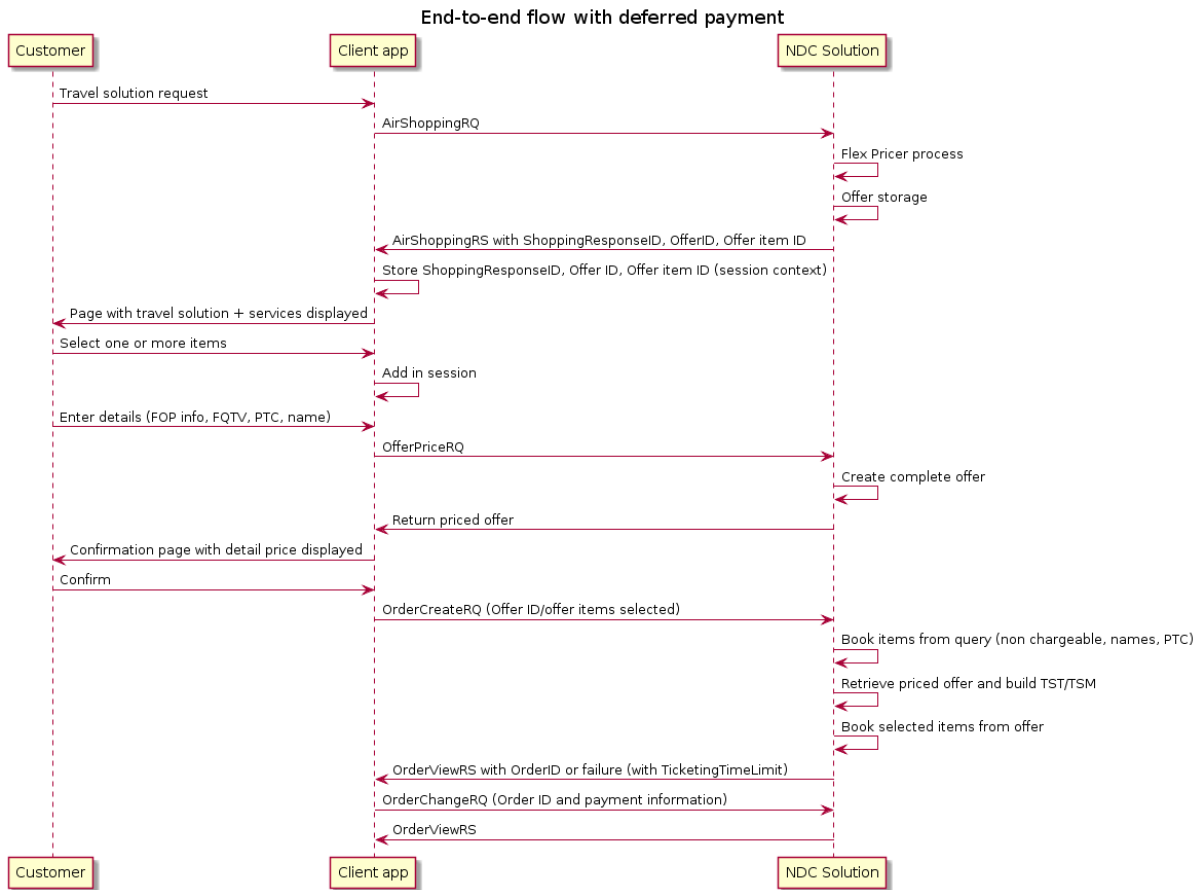 End-to-end flow with deferred payment
Customer
Client app
NDC Solution
Travel solution request
AirShoppingRQ
Flex Pricer process
Offer storage
AirShoppingRS with ShoppingResponseID, OfferID, Offer item ID
Store ShoppingResponseID, Offer ID, Offer item ID (session context)
Page with travel solution + services displayed
Select one or more items
Add in session
Enter details (FOP info, FQTV, PTC, name)
OfferPriceRQ
Create complete offer
Return priced offer
Confirmation page with detail price displayed
Confirm
OrderCreateRQ (Offer ID/offer items selected)
Book items from query (non chargeable, names, PTC)
Retrieve priced offer and build TST/TSM
Book selected items from offer
OrderViewRS with OrderID or failure (with TicketingTimeLimit)
OrderChangeRQ (Order ID and payment information)
OrderViewRS
Customer
Client app
NDC Solution